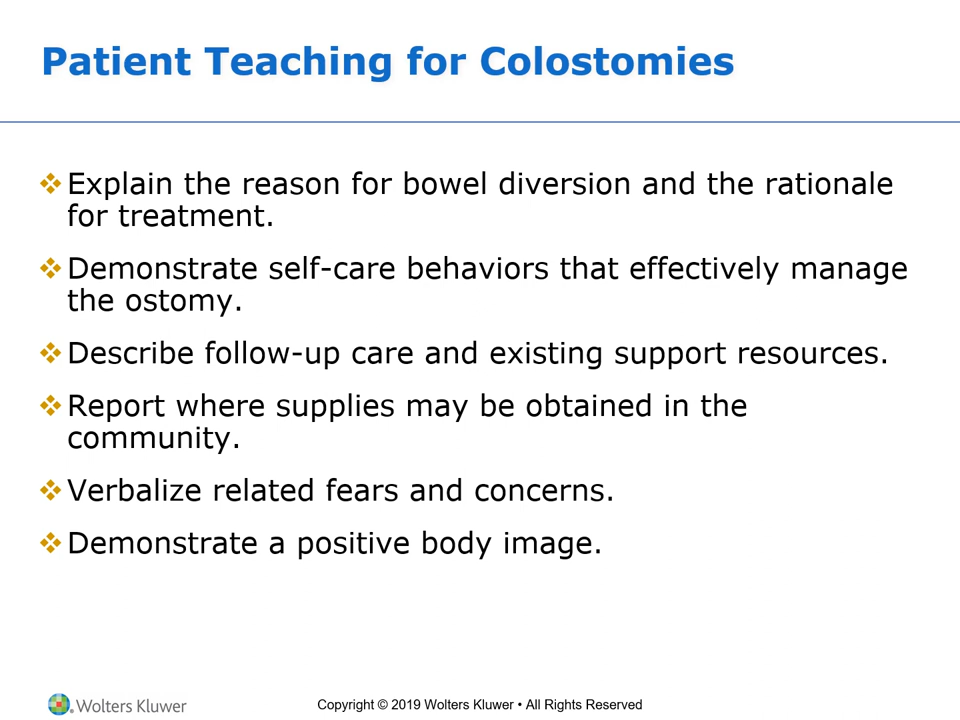 Patient Teaching for Colostomies
❖Explain the reason for bowel diversion and the rationale
for treatment.
❖Demonstrate self-care behaviors that effectively manage
the ostomy.
❖Describe follow-up care and existing support resources.
❖Report where supplies may be obtained in the
community.
❖Verbalize related fears and concerns.
❖Demonstrate a positive body image.
Wolters Kluwer
Copyright © 2019 Wolters Kluwer • All Rights Reserved